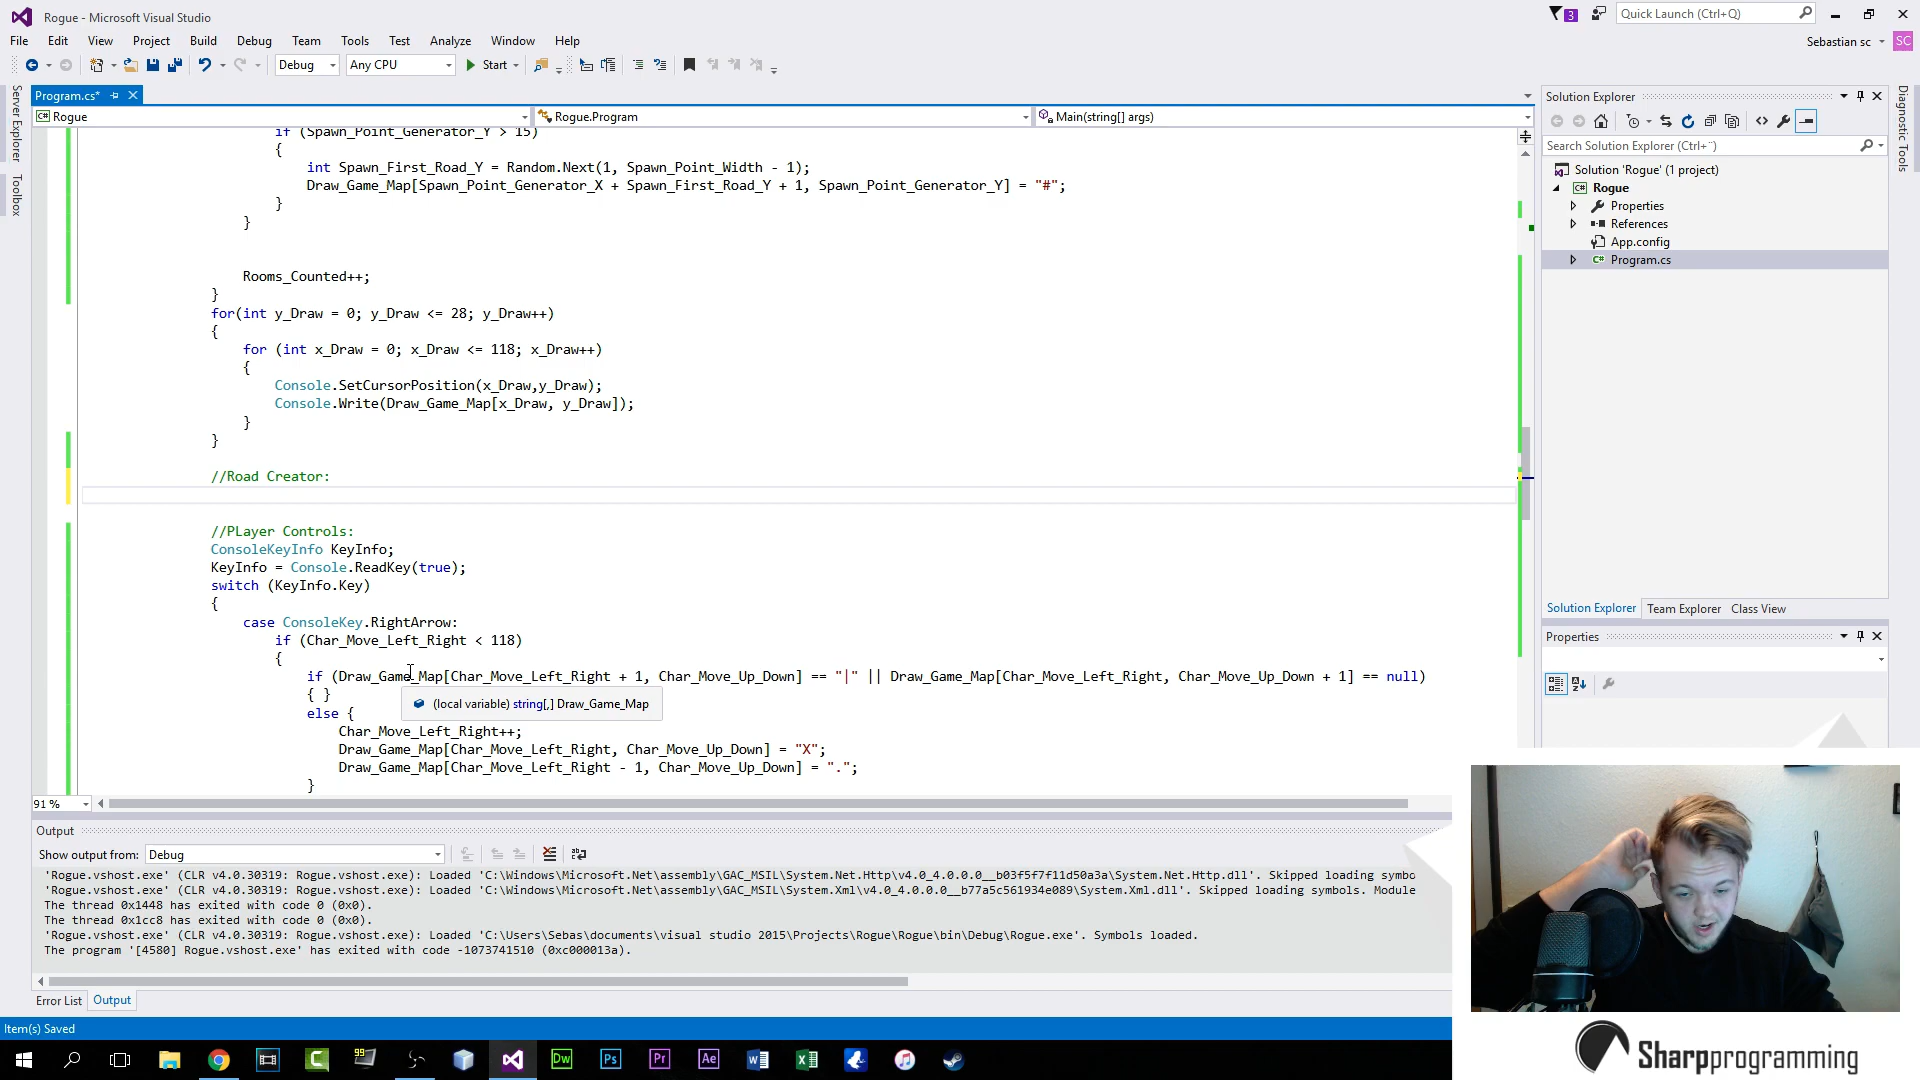 Rogue - Microsoft Visual Studio
3
Quick Launch (Ctrl+Q)
File Edit View Project Build Debug Team Tools Test Analyze Window Help
Sebastian sc SC
Debug Any CPU Start
Server Explorer
Toolbox
Program.cs*
Rogue Rogue.Program Main(string[] args)
if (Spawn_Point_Generator_Y > 15)
{
int Spawn_First_Road_Y = Random.Next(1, Spawn_Point_Width - 1);
Draw_Game_Map[Spawn_Point_Generator_X + Spawn_First_Road_Y + 1, Spawn_Point_Generator_Y] = "#";
}
}
Rooms_Counted++;
}
for(int y_Draw = 0; y_Draw <= 28; y_Draw++)
{
for (int x_Draw = 0; x_Draw <= 118; x_Draw++)
{
Console.SetCursorPosition(x_Draw,y_Draw);
Console.Write(Draw_Game_Map[x_Draw, y_Draw]);
}
}
//Road Creator:
//PLayer Controls:
ConsoleKeyInfo KeyInfo;
KeyInfo = Console.ReadKey(true);
switch (KeyInfo.Key)
{
case ConsoleKey.RightArrow:
if (Char_Move_Left_Right < 118)
{
if (Draw_Game_Map[Char_Move_Left_Right + 1, Char_Move_Up_Down] == "|" || Draw_Game_Map[Char_Move_Left_Right, Char_Move_Up_Down + 1] == null)
{ }
(local variable) string[,] Draw_Game_Map
else {
Char_Move_Left_Right++;
Draw_Game_Map[Char_Move_Left_Right, Char_Move_Up_Down] = "X";
Draw_Game_Map[Char_Move_Left_Right - 1, Char_Move_Up_Down] = ".";
}
91 %
Output
Show output from: Debug
'Rogue.vshost.exe' (CLR v4.0.30319: Rogue.vshost.exe): Loaded 'C:\Windows\Microsoft.Net\assembly\GAC_MSIL\System.Net.Http\v4.0_4.0.0.0__b03f5f7f11d50a3a\System.Net.Http.dll'. Skipped loading symbo
'Rogue.vshost.exe' (CLR v4.0.30319: Rogue.vshost.exe): Loaded 'C:\Windows\Microsoft.Net\assembly\GAC_MSIL\System.Xml\v4.0_4.0.0.0__b77a5c561934e089\System.Xml.dll'. Skipped loading symbols. Module
The thread 0x1448 has exited with code 0 (0x0).
The thread 0x1cc8 has exited with code 0 (0x0).
'Rogue.vshost.exe' (CLR v4.0.30319: Rogue.vshost.exe): Loaded 'C:\Users\Sebas\documents\visual studio 2015\Projects\Rogue\Rogue\bin\Debug\Rogue.exe'. Symbols loaded.
The program '[4580] Rogue.vshost.exe' has exited with code -1073741510 (0xc000013a).
Error List Output
Item(s) Saved
Solution Explorer
Search Solution Explorer (Ctrl+¨)
Solution 'Rogue' (1 project)
C# Rogue
Properties
References
App.config
C# Program.cs
Solution Explorer Team Explorer Class View
Properties
Diagnostic Tools
99
Dw Ps Pr Ae
Sharpprogramming